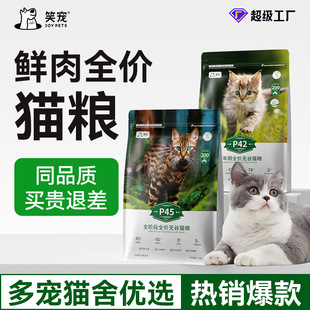 笑宠
JOY PETS
超级工厂
鲜肉全价
猫粮
同品质
买贵退差
P42
全价无谷猫粮
200
P45
全阶段全价无谷猫粮
多宠猫舍优选
热销爆款